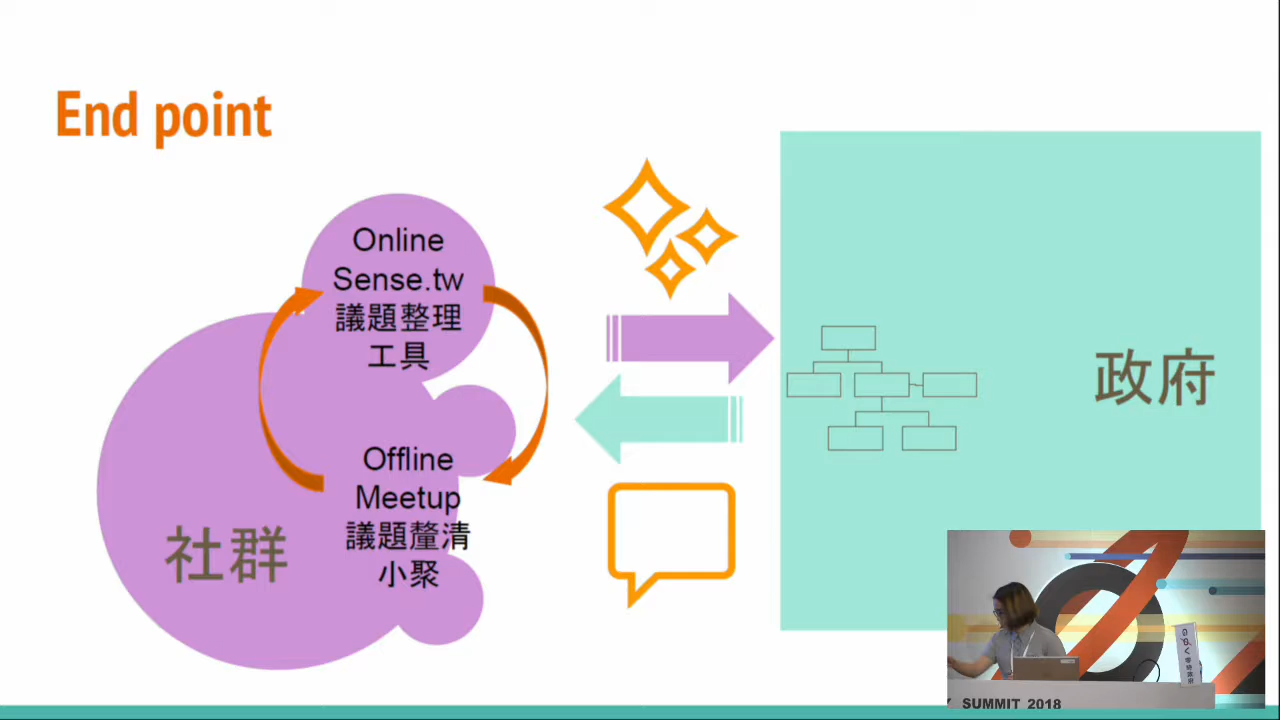 End point
Online
Sense.tw
議題整理
工具
Offline
Meetup
議題釐清
小聚
社群
政府
SUMMIT 2018